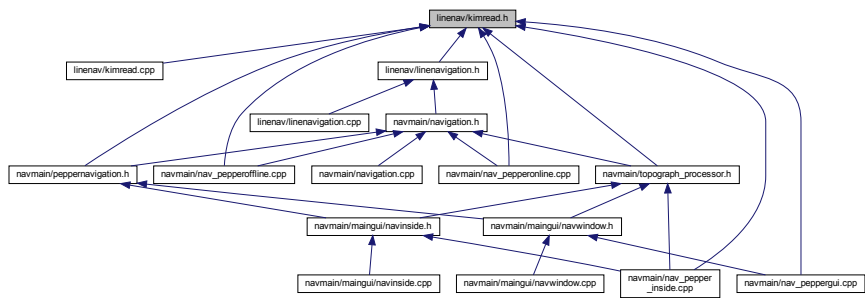 linenav/kimread.h
linenav/kimread.cpp
linenav/linenavigation.h
linenav/linenavigation.cpp
navmain/navigation.h
navmain/peppernavigation.h
navmain/nav_pepperoffline.cpp
navmain/navigation.cpp
navmain/nav_pepperonline.cpp
navmain/topograph_processor.h
navmain/maingui/navinside.h
navmain/maingui/navwindow.h
navmain/maingui/navinside.cpp
navmain/maingui/navwindow.cpp
navmain/nav_pepper
_inside.cpp
navmain/nav_peppergui.cpp